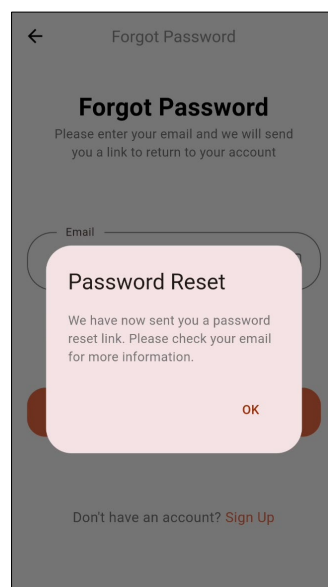 Forgot Password
Forgot Password
Please enter your email and we will send
you a link to return to your account
Email
Password Reset
We have now sent you a password
reset link. Please check your email
for more information.
OK
Don't have an account? Sign Up